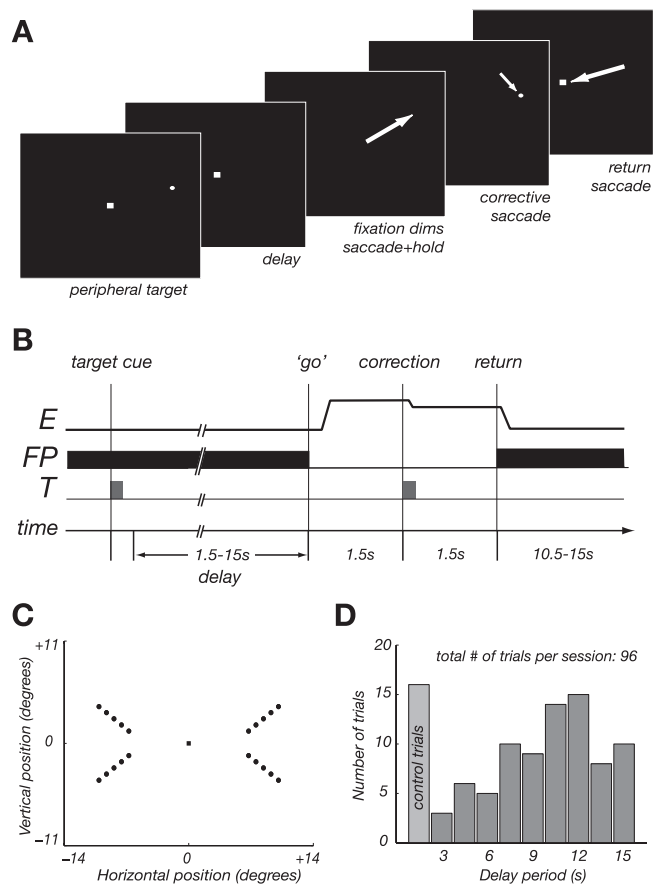 A
peripheral target
delay
fixation dims
saccade+hold
corrective
saccade
return
saccade
B
target cue
'go'
correction
return
E
FP
T
time
1.5-15s
1.5s
1.5s
10.5-15s
delay
C
+11
0
−11
Vertical position (degrees)
−14
0
+14
Horizontal position (degrees)
D
20
15
10
5
0
Number of trials
total # of trials per session: 96
control trials
3
6
9
12
15
Delay period (s)